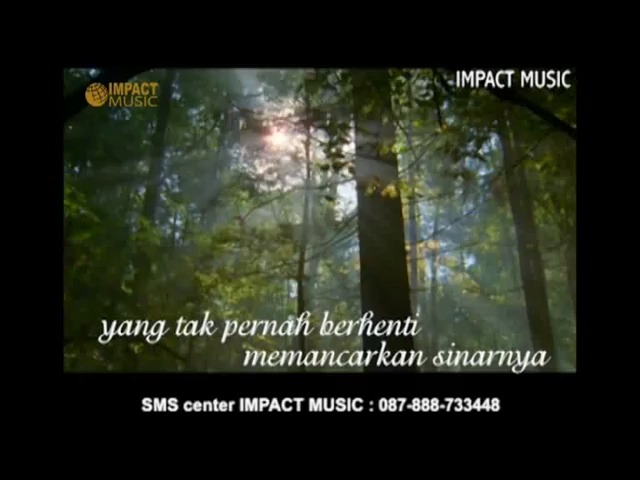 IMPACT
MUSIC
IMPACT MUSIC
yang tak pernah berhenti
memancarkan sinarnya
SMS center IMPACT MUSIC : 087-888-733448